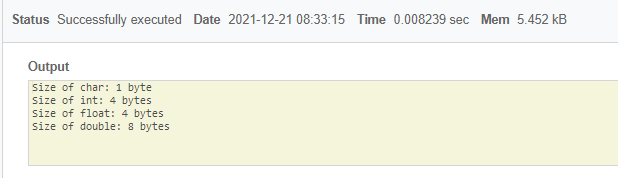 Status Successfully executed Date 2021-12-21 08:33:15 Time 0.008239 sec Mem 5.452 kB
Output
Size of char: 1 byte
Size of int: 4 bytes
Size of float: 4 bytes
Size of double: 8 bytes